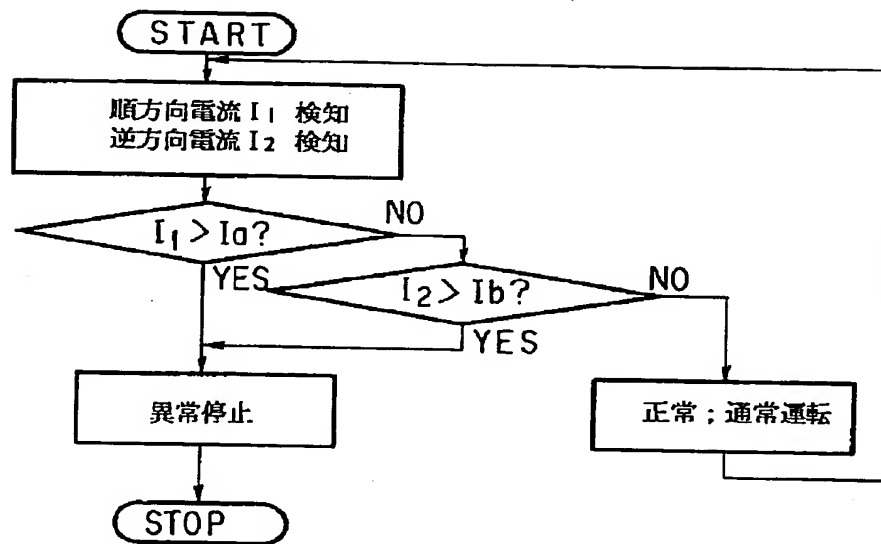 START
順方向電流 I1 検知
逆方向電流 I2 検知
I1 > Ia?
NO
YES
I2 > Ib?
NO
YES
異常停止
正常；通常運転
STOP